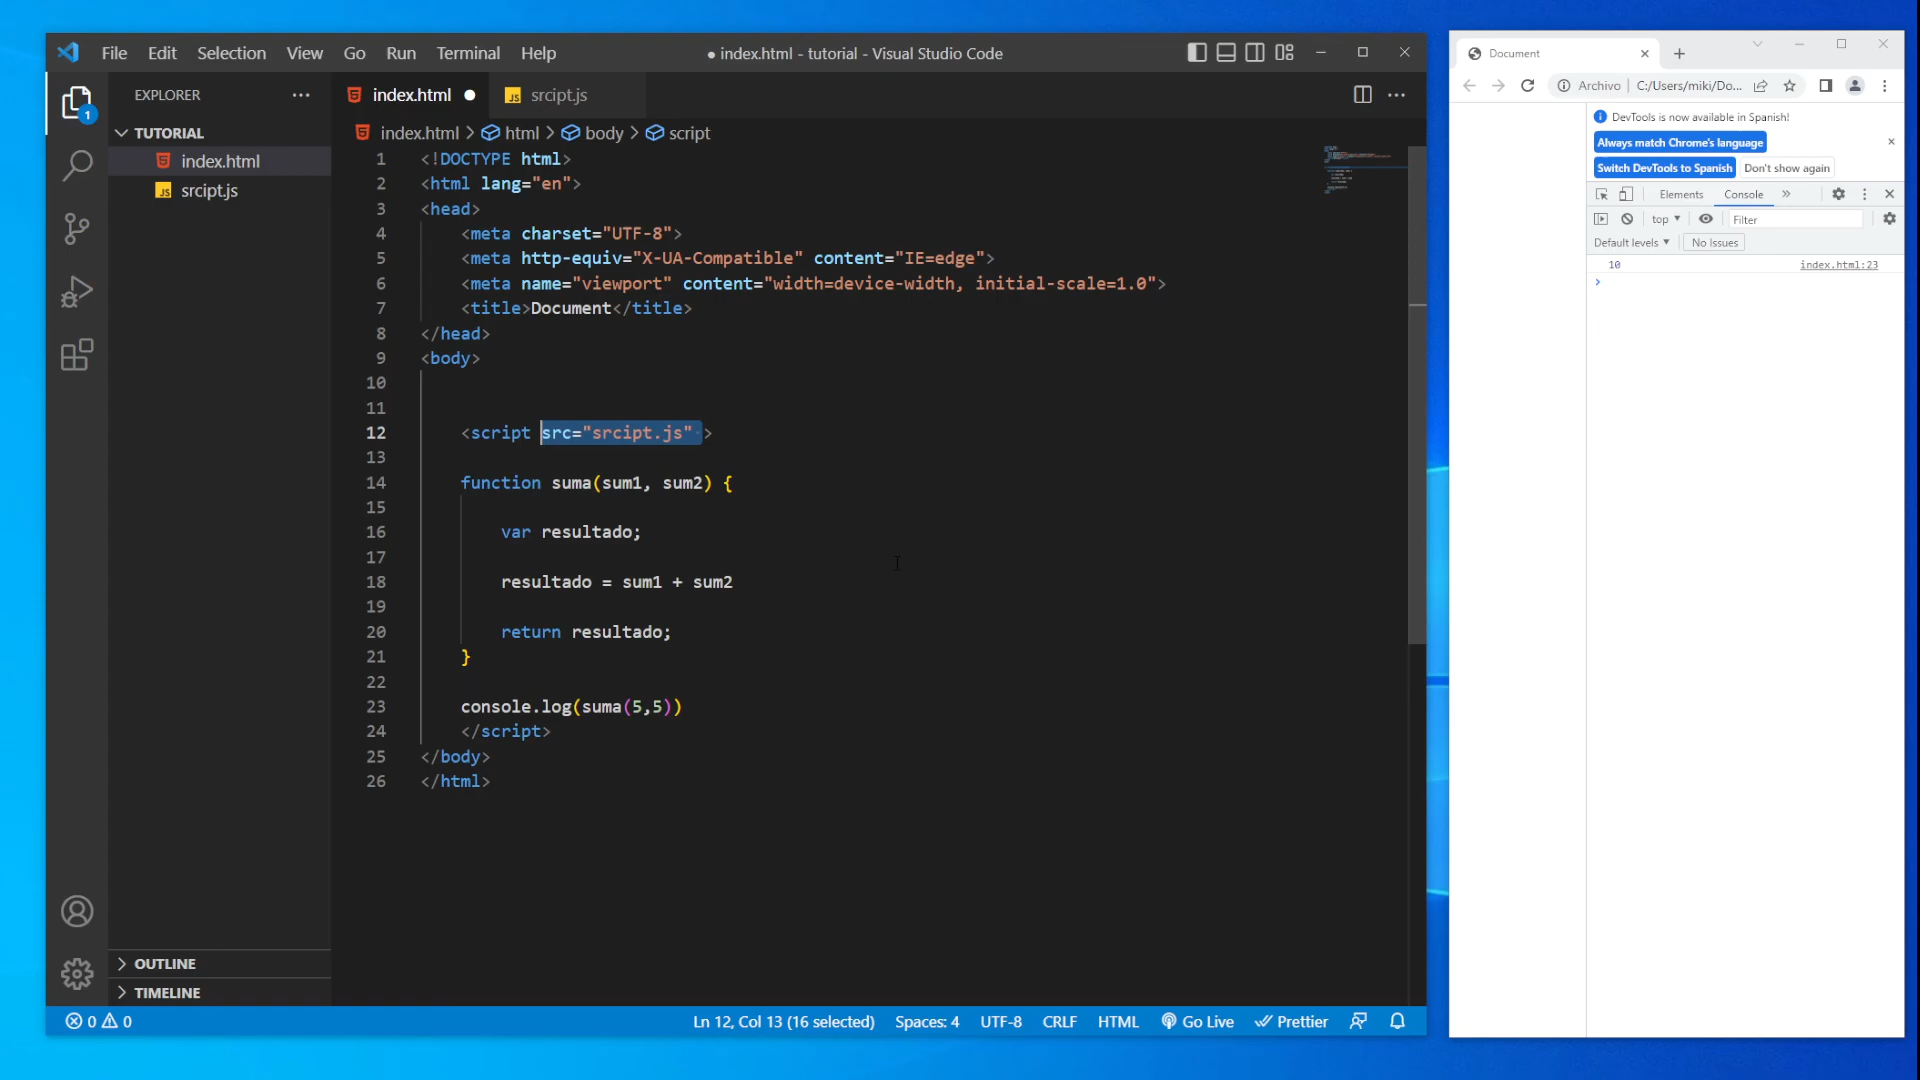 File Edit Selection View Go Run Terminal Help
● index.html - tutorial - Visual Studio Code
EXPLORER
1
TUTORIAL
index.html
srcipt.js
OUTLINE
TIMELINE
index.html ●
srcipt.js
index.html > html > body > script
1 <!DOCTYPE html>
2 <html lang="en">
3 <head>
4 <meta charset="UTF-8">
5 <meta http-equiv="X-UA-Compatible" content="IE=edge">
6 <meta name="viewport" content="width=device-width, initial-scale=1.0">
7 <title>Document</title>
8 </head>
9 <body>
10
11
12 <script src="srcipt.js" >
13
14 function suma(sum1, sum2) {
15
16 var resultado;
17
18 resultado = sum1 + sum2
19
20 return resultado;
21 }
22
23 console.log(suma(5,5))
24 </script>
25 </body>
26 </html>
0 0
Ln 12, Col 13 (16 selected) Spaces: 4 UTF-8 CRLF HTML Go Live Prettier
Document
Archivo | C:/Users/miki/Do...
DevTools is now available in Spanish!
Always match Chrome's language
Switch DevTools to Spanish Don't show again
Elements Console »
top Filter
Default levels No Issues
10 index.html:23